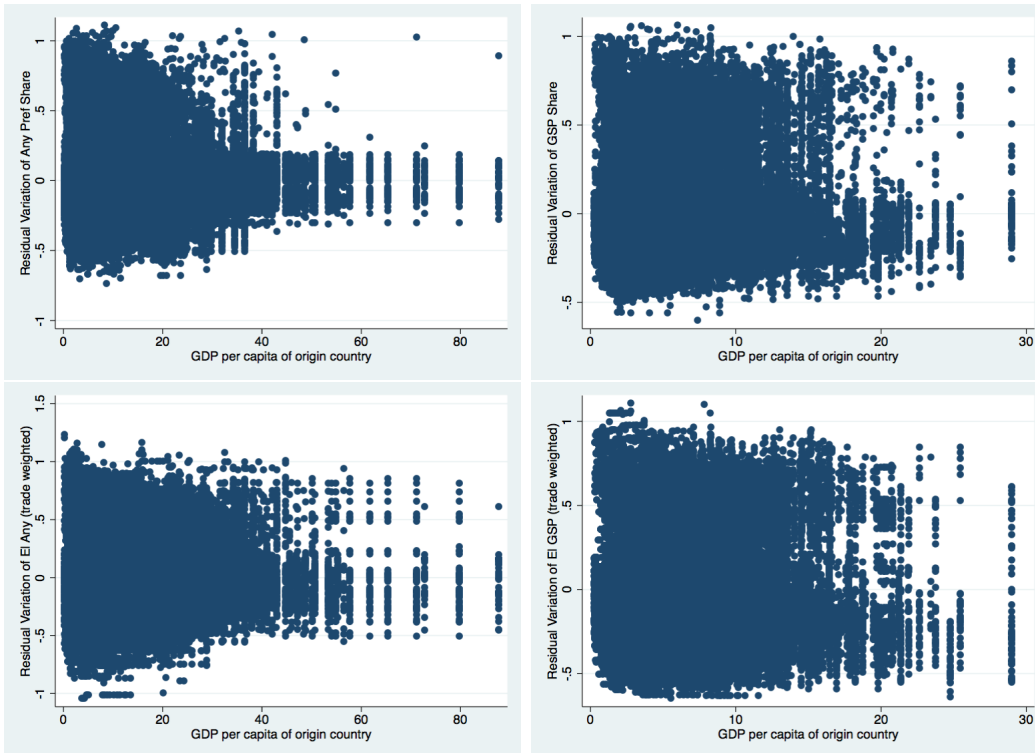 Residual Variation of Any Pref Share
1
.5
0
-.5
-1
0 20 40 60 80
GDP per capita of origin country
Residual Variation of GSP Share
1
.5
0
-.5
0 10 20 30
GDP per capita of origin country
Residual Variation of EI Any (trade weighted)
1.5
1
.5
0
-.5
-1
0 20 40 60 80
GDP per capita of origin country
Residual Variation of EI GSP (trade weighted)
1
.5
0
-.5
0 10 20 30
GDP per capita of origin country